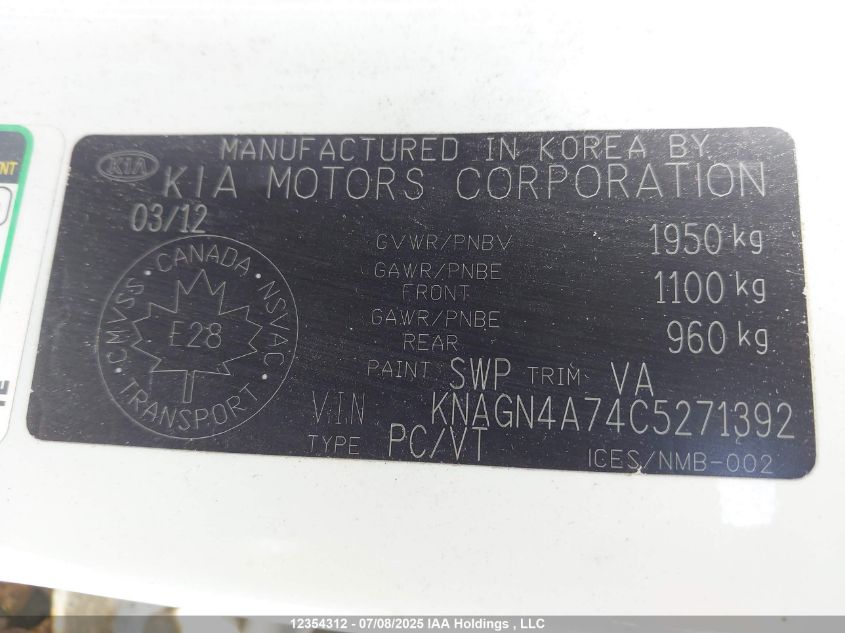 MANUFACTURED IN KOREA BY
KIA KIA MOTORS CORPORATION
03/12
GVWR/PNBV 1950 kg
GAWR/PNBE FRONT 1100 kg
GAWR/PNBE REAR 960 kg
CMVSS · CANADA · NSVAC · TRANSPORT ·
E28
PAINT SWP TRIM VA
VIN KNAGN4A74C5271392
TYPE PC/VT
ICES/NMB-002
12354312 - 07/08/2025 IAA Holdings , LLC